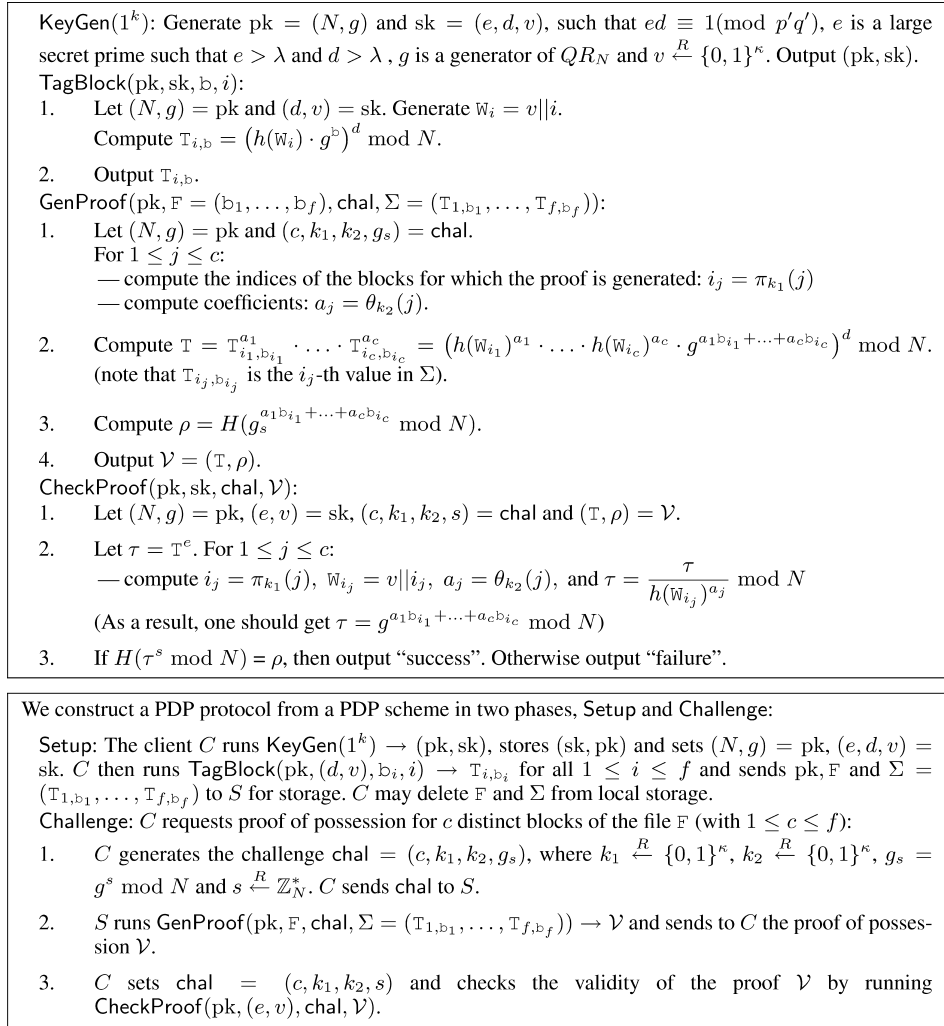 KeyGen(1^k): Generate pk = (N, g) and sk = (e, d, v), such that ed ≡ 1(mod p′q′), e is a large
secret prime such that e > λ and d > λ , g is a generator of QR_N and v ←^R {0, 1}^κ. Output (pk, sk).
TagBlock(pk, sk, b, i):
1. Let (N, g) = pk and (d, v) = sk. Generate W_i = v||i.
Compute T_{i,b} = (h(W_i) · g^b)^d mod N.
2. Output T_{i,b}.
GenProof(pk, F = (b_1, . . . , b_f), chal, Σ = (T_{1,b_1}, . . . , T_{f,b_f})):
1. Let (N, g) = pk and (c, k_1, k_2, g_s) = chal.
For 1 ≤ j ≤ c:
— compute the indices of the blocks for which the proof is generated: i_j = π_{k_1}(j)
— compute coefficients: a_j = θ_{k_2}(j).
2. Compute T = T^{a_1}_{i_1,b_{i_1}} · . . . · T^{a_c}_{i_c,b_{i_c}} = (h(W_{i_1})^{a_1} · . . . · h(W_{i_c})^{a_c} · g^{a_1b_{i_1}+...+a_cb_{i_c}})^d mod N.
(note that T_{i_j,b_{i_j}} is the i_j-th value in Σ).
3. Compute ρ = H(g_s^{a_1b_{i_1}+...+a_cb_{i_c}} mod N).
4. Output V = (T, ρ).
CheckProof(pk, sk, chal, V):
1. Let (N, g) = pk, (e, v) = sk, (c, k_1, k_2, s) = chal and (T, ρ) = V.
2. Let τ = T^e. For 1 ≤ j ≤ c:
— compute i_j = π_{k_1}(j), W_{i_j} = v||i_j, a_j = θ_{k_2}(j), and τ = τ / h(W_{i_j})^{a_j} mod N
(As a result, one should get τ = g^{a_1b_{i_1}+...+a_cb_{i_c}} mod N)
3. If H(τ^s mod N) = ρ, then output “success”. Otherwise output “failure”.
We construct a PDP protocol from a PDP scheme in two phases, Setup and Challenge:
Setup: The client C runs KeyGen(1^k) → (pk, sk), stores (sk, pk) and sets (N, g) = pk, (e, d, v) =
sk. C then runs TagBlock(pk, (d, v), b_i, i) → T_{i,b_i} for all 1 ≤ i ≤ f and sends pk, F and Σ =
(T_{1,b_1}, . . . , T_{f,b_f}) to S for storage. C may delete F and Σ from local storage.
Challenge: C requests proof of possession for c distinct blocks of the file F (with 1 ≤ c ≤ f):
1. C generates the challenge chal = (c, k_1, k_2, g_s), where k_1 ←^R {0, 1}^κ, k_2 ←^R {0, 1}^κ, g_s =
g^s mod N and s ←^R ℤ*_N. C sends chal to S.
2. S runs GenProof(pk, F, chal, Σ = (T_{1,b_1}, . . . , T_{f,b_f})) → V and sends to C the proof of posses-
sion V.
3. C sets chal = (c, k_1, k_2, s) and checks the validity of the proof V by running
CheckProof(pk, (e, v), chal, V).